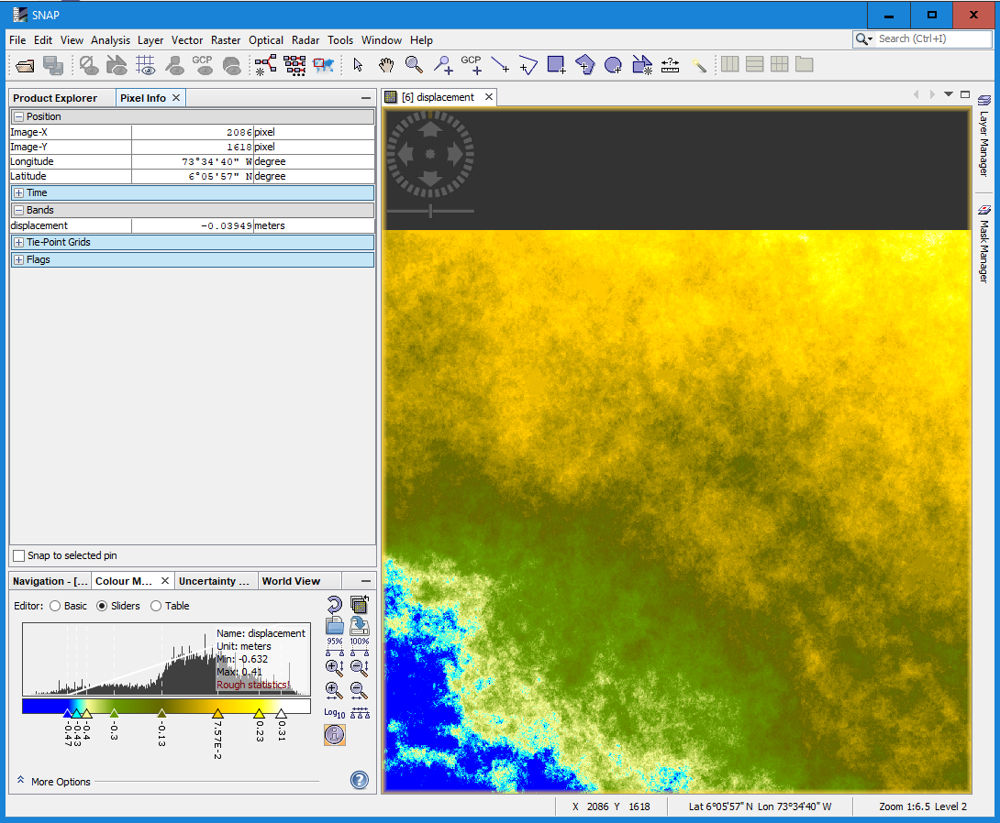 SNAP
File Edit View Analysis Layer Vector Raster Optical Radar Tools Window Help
Search (Ctrl+I)
GCP GCP
Product Explorer Pixel Info
[6] displacement
Position
Image-X 2086 pixel
Image-Y 1618 pixel
Longitude 73°34'40" W degree
Latitude 6°05'57" N degree
Time
Bands
displacement -0.03949 meters
Tie-Point Grids
Flags
Layer Manager
Mask Manager
Snap to selected pin
Navigation - [... Colour M... Uncertainty ... World View
Editor: Basic Sliders Table
Name: displacement
Unit: meters
Min: -0.632
Max: 0.41
Rough statistics!
95% 100%
Log10
-0.47 -0.43 -0.4 -0.3 -0.13 7.57E-2 0.23 0.31
More Options
X 2086 Y 1618 Lat 6°05'57" N Lon 73°34'40" W Zoom 1:6.5 Level 2